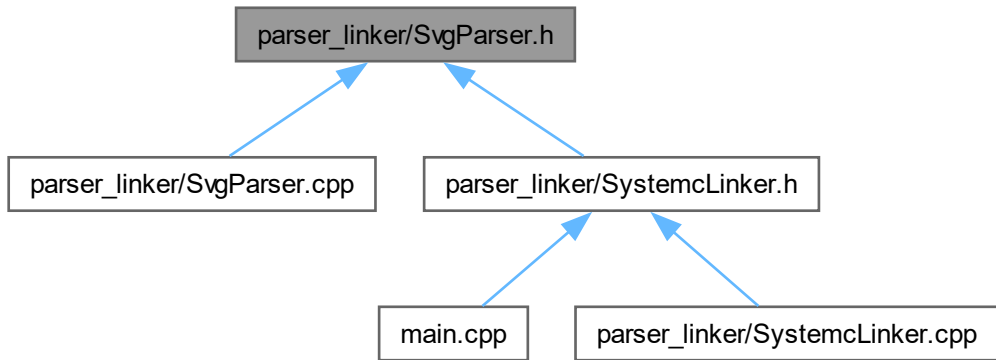 parser_linker/SvgParser.h
parser_linker/SvgParser.cpp
parser_linker/SystemcLinker.h
main.cpp
parser_linker/SystemcLinker.cpp